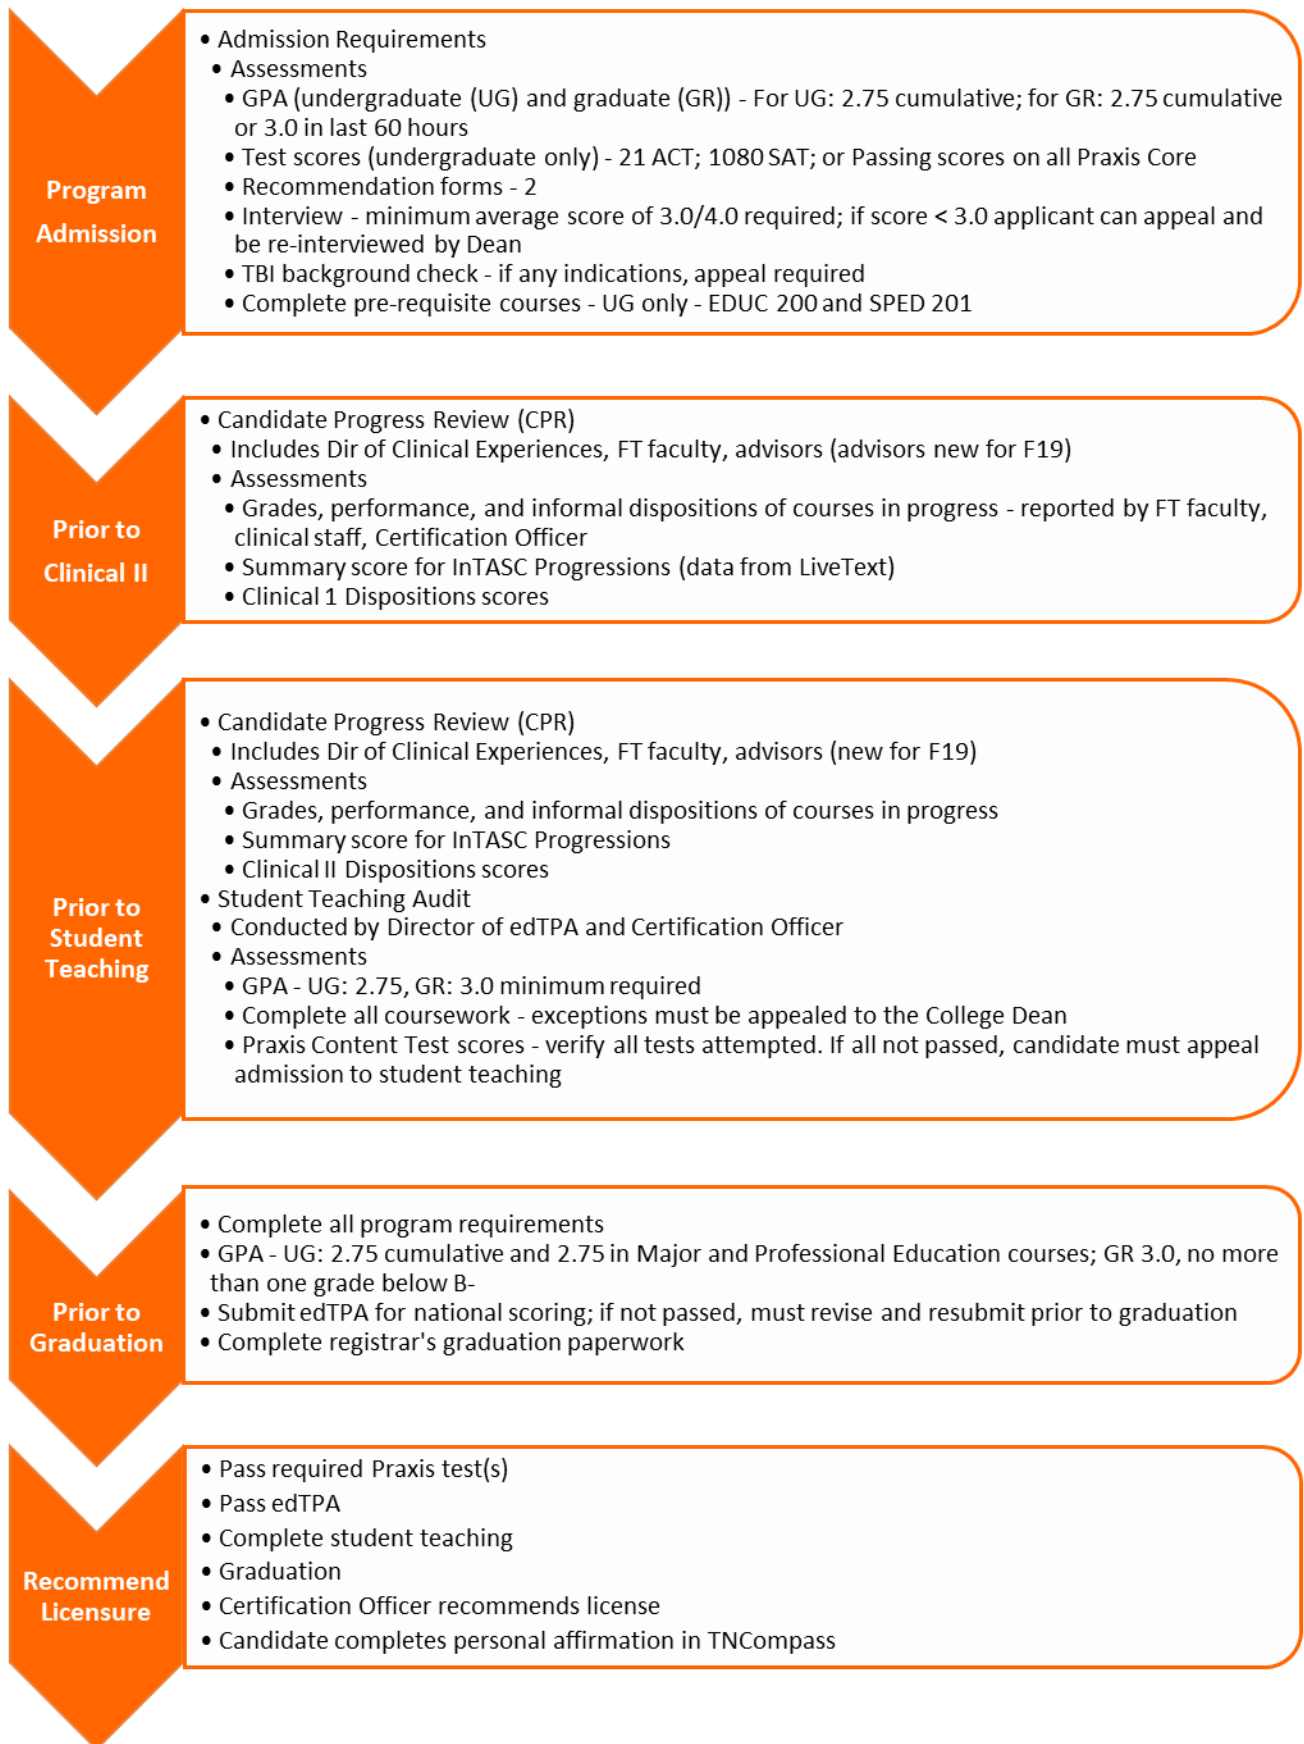 Program
Admission
• Admission Requirements
• Assessments
• GPA (undergraduate (UG) and graduate (GR)) - For UG: 2.75 cumulative; for GR: 2.75 cumulative
or 3.0 in last 60 hours
• Test scores (undergraduate only) - 21 ACT; 1080 SAT; or Passing scores on all Praxis Core
• Recommendation forms - 2
• Interview - minimum average score of 3.0/4.0 required; if score < 3.0 applicant can appeal and
be re-interviewed by Dean
• TBI background check - if any indications, appeal required
• Complete pre-requisite courses - UG only - EDUC 200 and SPED 201
Prior to
Clinical II
• Candidate Progress Review (CPR)
• Includes Dir of Clinical Experiences, FT faculty, advisors (advisors new for F19)
• Assessments
• Grades, performance, and informal dispositions of courses in progress - reported by FT faculty,
clinical staff, Certification Officer
• Summary score for InTASC Progressions (data from LiveText)
• Clinical 1 Dispositions scores
Prior to
Student
Teaching
• Candidate Progress Review (CPR)
• Includes Dir of Clinical Experiences, FT faculty, advisors (new for F19)
• Assessments
• Grades, performance, and informal dispositions of courses in progress
• Summary score for InTASC Progressions
• Clinical II Dispositions scores
• Student Teaching Audit
• Conducted by Director of edTPA and Certification Officer
• Assessments
• GPA - UG: 2.75, GR: 3.0 minimum required
• Complete all coursework - exceptions must be appealed to the College Dean
• Praxis Content Test scores - verify all tests attempted. If all not passed, candidate must appeal
admission to student teaching
Prior to
Graduation
• Complete all program requirements
• GPA - UG: 2.75 cumulative and 2.75 in Major and Professional Education courses; GR 3.0, no more
than one grade below B-
• Submit edTPA for national scoring; if not passed, must revise and resubmit prior to graduation
• Complete registrar's graduation paperwork
Recommend
Licensure
• Pass required Praxis test(s)
• Pass edTPA
• Complete student teaching
• Graduation
• Certification Officer recommends license
• Candidate completes personal affirmation in TNCompass